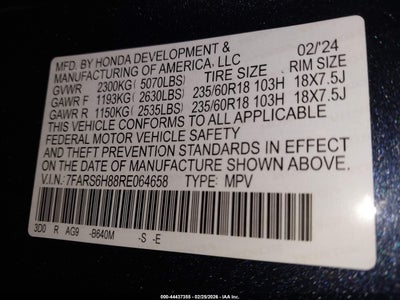 MFD. BY HONDA DEVELOPMENT & 02/'24
MANUFACTURING OF AMERICA, LLC
GVWR 2300KG (5070LBS) TIRE SIZE RIM SIZE
GAWR F 1193KG (2630LBS) 235/60R18 103H 18X7.5J
GAWR R 1150KG (2535LBS) 235/60R18 103H 18X7.5J
THIS VEHICLE CONFORMS TO ALL APPLICABLE
FEDERAL MOTOR VEHICLE SAFETY
AND THEFT PREVENTION STANDARDS IN EFFECT
ON THE DATE OF MANUFACTURE SHOWN ABOVE.
V.I.N.: 7FARS6H88RE064658 TYPE: MPV
3D0 R AG9 -B640M -S -E
000-44437355 - 02/25/2026 - IAA Inc.